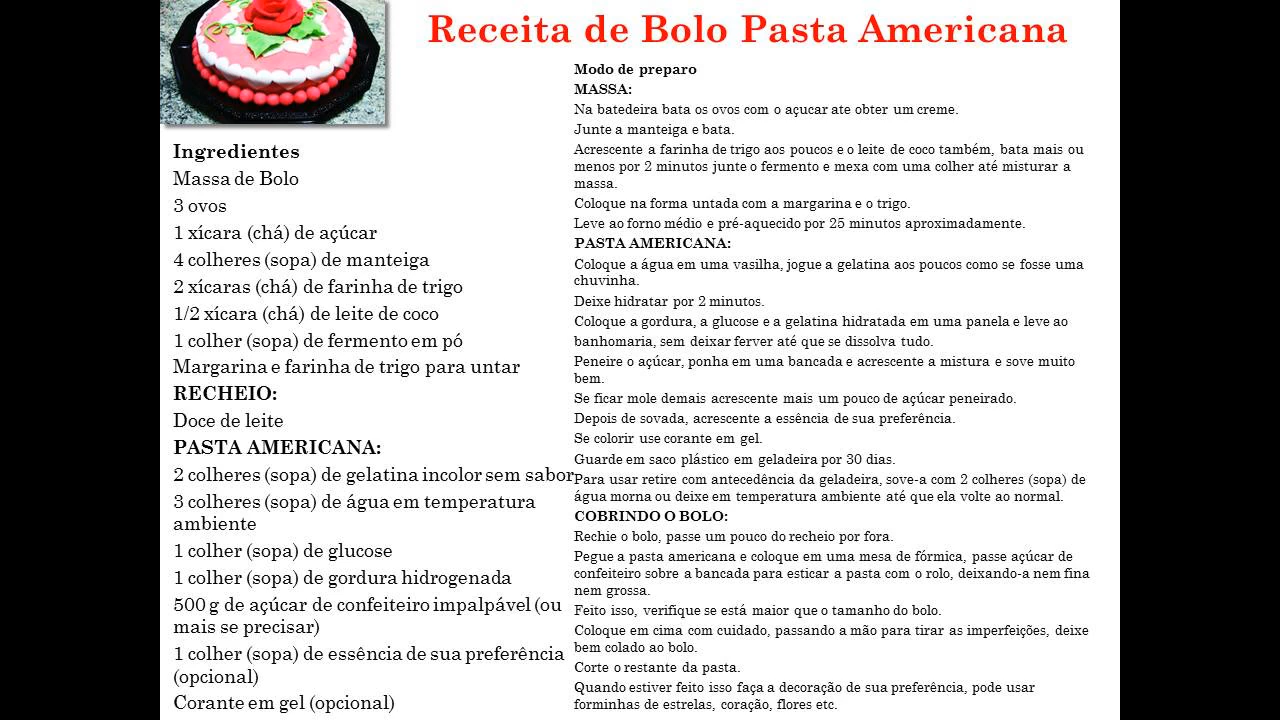 Receita de Bolo Pasta Americana
Ingredientes
Massa de Bolo
3 ovos
1 xícara (chá) de açúcar
4 colheres (sopa) de manteiga
2 xícaras (chá) de farinha de trigo
1/2 xícara (chá) de leite de coco
1 colher (sopa) de fermento em pó
Margarina e farinha de trigo para untar
RECHEIO:
Doce de leite
PASTA AMERICANA:
2 colheres (sopa) de gelatina incolor sem sabor
3 colheres (sopa) de água em temperatura
ambiente
1 colher (sopa) de glucose
1 colher (sopa) de gordura hidrogenada
500 g de açúcar de confeiteiro impalpável (ou
mais se precisar)
1 colher (sopa) de essência de sua preferência
(opcional)
Corante em gel (opcional)
Modo de preparo
MASSA:
Na batedeira bata os ovos com o açucar ate obter um creme.
Junte a manteiga e bata.
Acrescente a farinha de trigo aos poucos e o leite de coco também, bata mais ou
menos por 2 minutos junte o fermento e mexa com uma colher até misturar a
massa.
Coloque na forma untada com a margarina e o trigo.
Leve ao forno médio e pré-aquecido por 25 minutos aproximadamente.
PASTA AMERICANA:
Coloque a água em uma vasilha, jogue a gelatina aos poucos como se fosse uma
chuvinha.
Deixe hidratar por 2 minutos.
Coloque a gordura, a glucose e a gelatina hidratada em uma panela e leve ao
banhomaria, sem deixar ferver até que se dissolva tudo.
Peneire o açúcar, ponha em uma bancada e acrescente a mistura e sove muito
bem.
Se ficar mole demais acrescente mais um pouco de açúcar peneirado.
Depois de sovada, acrescente a essência de sua preferência.
Se colorir use corante em gel.
Guarde em saco plástico em geladeira por 30 dias.
Para usar retire com antecedência da geladeira, sove-a com 2 colheres (sopa) de
água morna ou deixe em temperatura ambiente até que ela volte ao normal.
COBRINDO O BOLO:
Rechie o bolo, passe um pouco do recheio por fora.
Pegue a pasta americana e coloque em uma mesa de fórmica, passe açúcar de
confeiteiro sobre a bancada para esticar a pasta com o rolo, deixando-a nem fina
nem grossa.
Feito isso, verifique se está maior que o tamanho do bolo.
Coloque em cima com cuidado, passando a mão para tirar as imperfeições, deixe
bem colado ao bolo.
Corte o restante da pasta.
Quando estiver feito isso faça a decoração de sua preferência, pode usar
forminhas de estrelas, coração, flores etc.